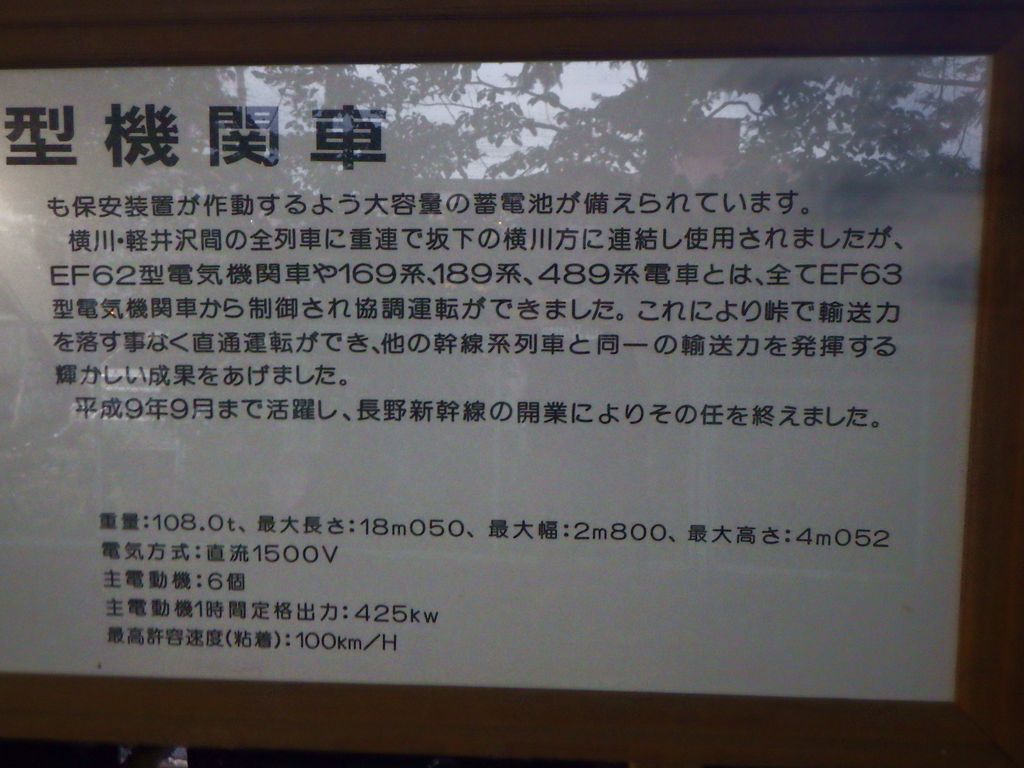 型機関車
も保安装置が作動するよう大容量の蓄電池が備えられています。
横川・軽井沢間の全列車に重連で坂下の横川方に連結し使用されましたが、
EF62型電気機関車や169系、189系、489系電車とは、全てEF63
型電気機関車から制御され協調運転ができました。これにより峠で輸送力
を落す事なく直通運転ができ、他の幹線系列車と同一の輸送力を発揮する
輝かしい成果をあげました。
平成9年9月まで活躍し、長野新幹線の開業によりその任を終えました。
重量：108.0t、最大長さ：18m050、最大幅：2m800、最大高さ：4m052
電気方式：直流1500V
主電動機：6個
主電動機1時間定格出力：425kw
最高許容速度(粘着)：100km/H